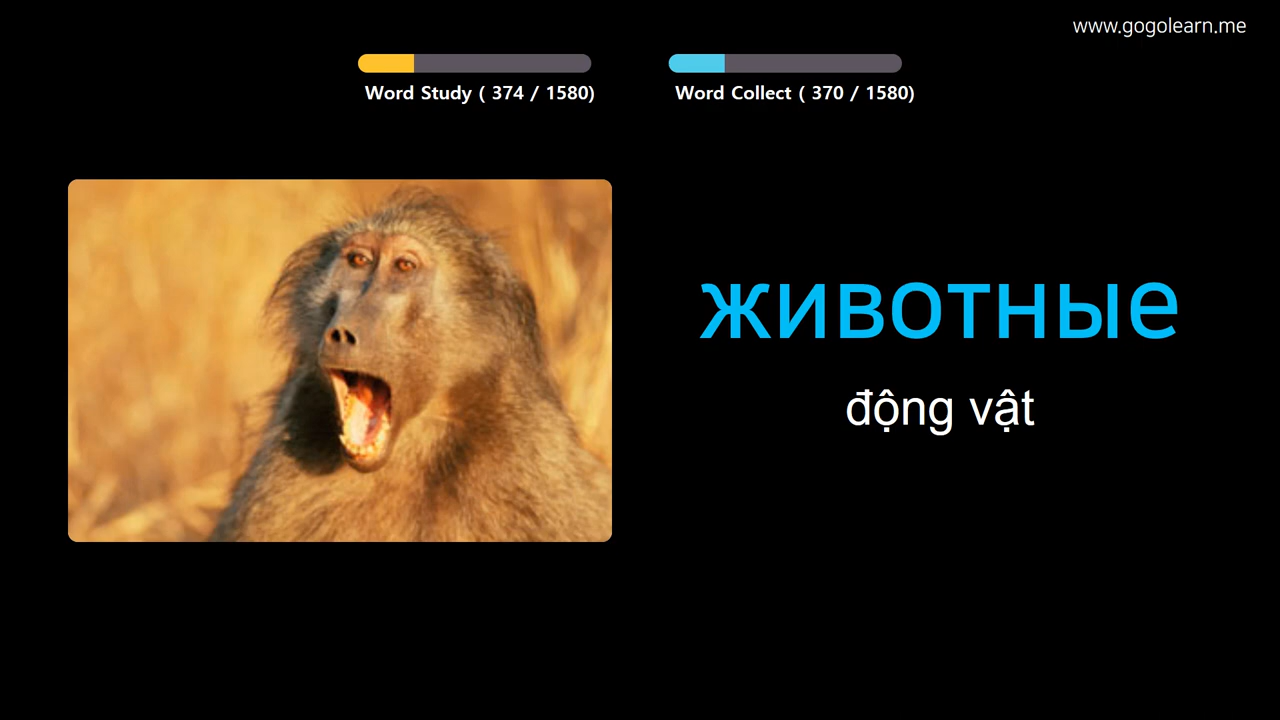 www.gogolearn.me
Word Study ( 374 / 1580)
Word Collect ( 370 / 1580)
животные
động vật